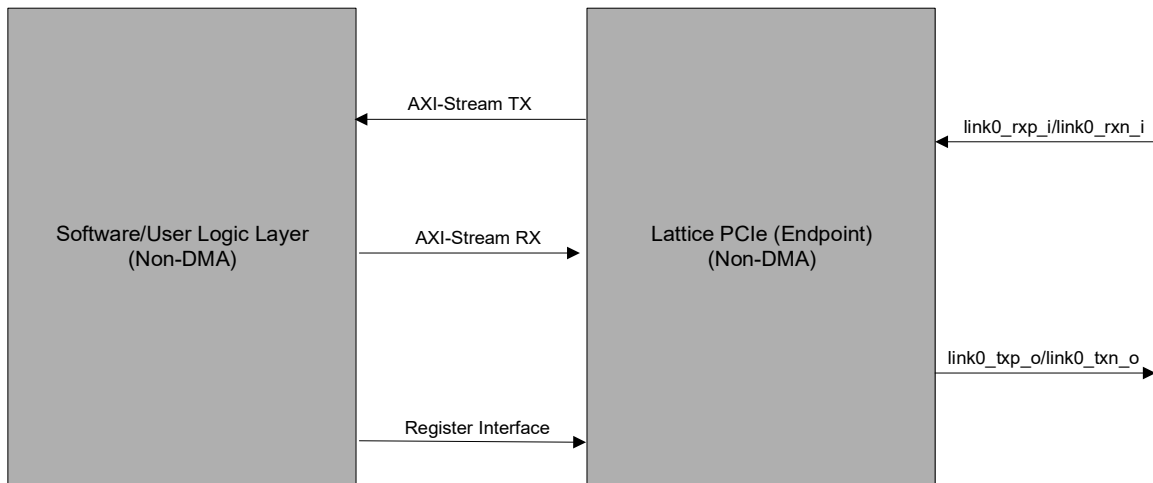 AXI-Stream TX
link0_rxp_i/link0_rxn_i
Software/User Logic Layer
(Non-DMA)
AXI-Stream RX
Lattice PCIe (Endpoint)
(Non-DMA)
link0_txp_o/link0_txn_o
Register Interface